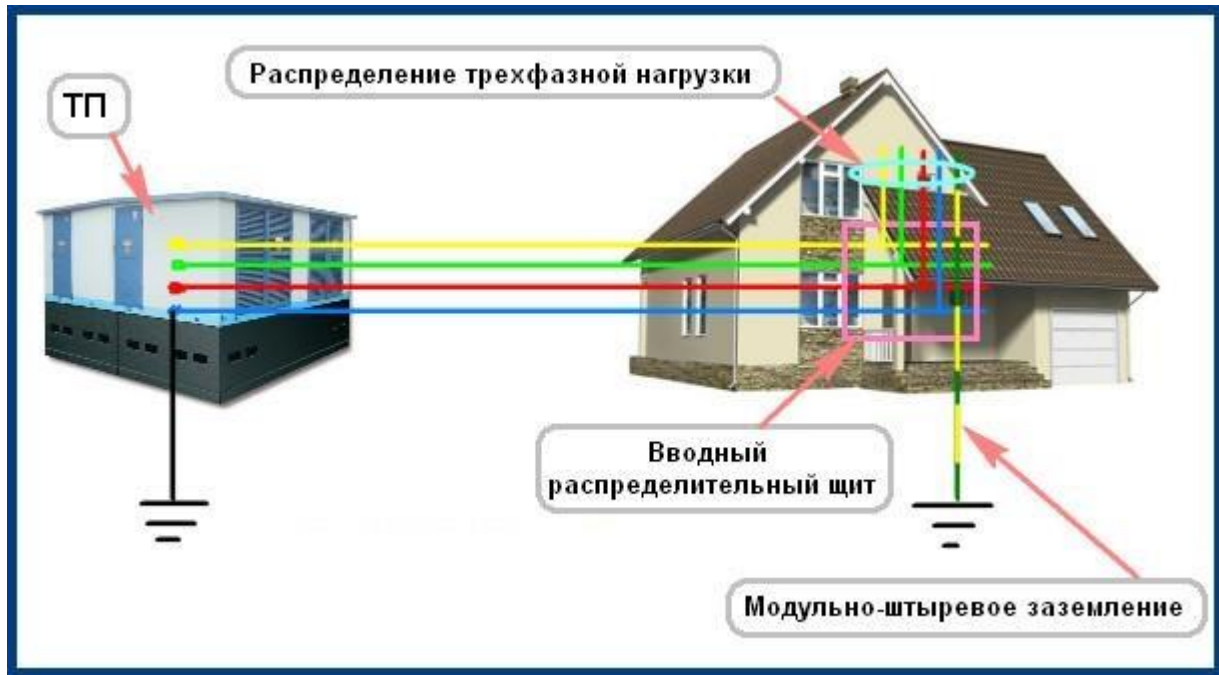 Распределение трехфазной нагрузки
ТП
Вводный
распределительный щит
Модульно-штыревое заземление